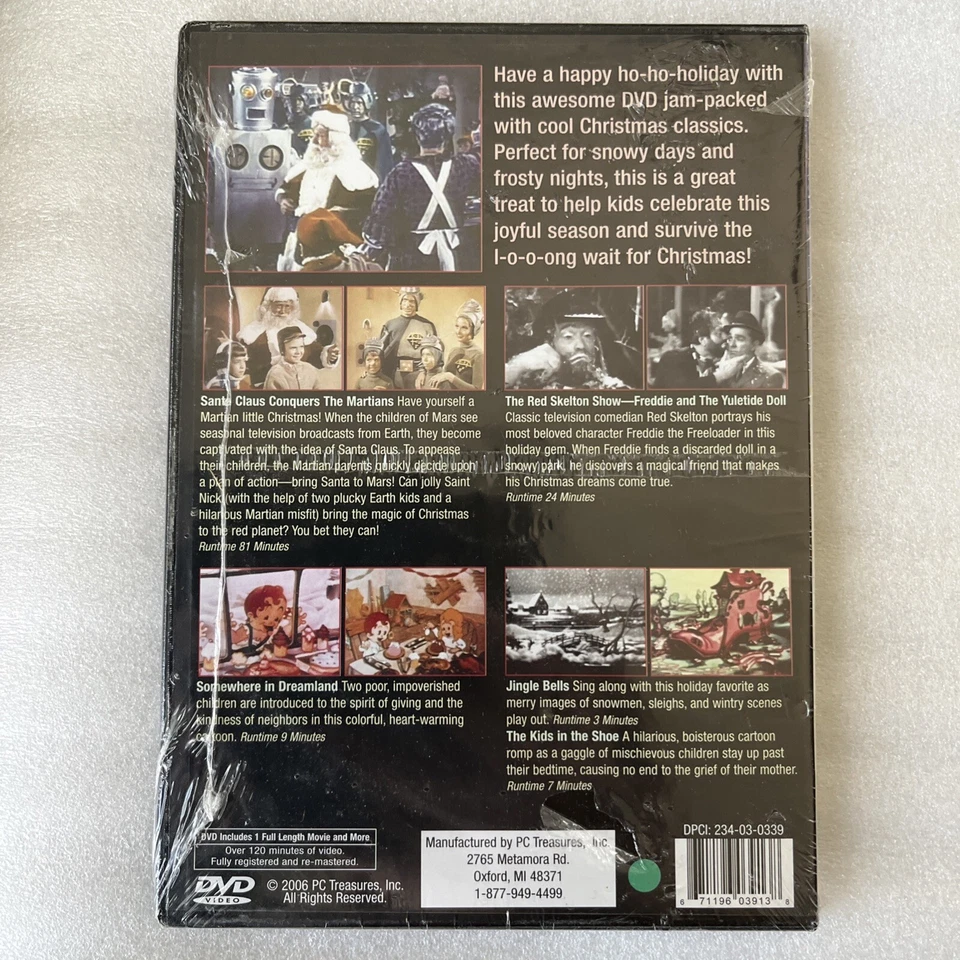 Have a happy ho-ho-holiday with
this awesome DVD jam-packed
with cool Christmas classics.
Perfect for snowy days and
frosty nights, this is a great
treat to help kids celebrate this
joyful season and survive the
l-o-o-ong wait for Christmas!
Santa Claus Conquers The Martians Have yourself a
Martian little Christmas! When the children of Mars see
seasonal television broadcasts from Earth, they become
captivated with the idea of Santa Claus. To appease
their children, the Martian parents quickly decide upon
a plan of action—bring Santa to Mars! Can jolly Saint
Nick (with the help of two plucky Earth kids and a
hilarious Martian misfit) bring the magic of Christmas
to the red planet? You bet they can!
Runtime 81 Minutes
The Red Skelton Show—Freddie and The Yuletide Doll
Classic television comedian Red Skelton portrays his
most beloved character Freddie the Freeloader in this
holiday gem. When Freddie finds a discarded doll in a
snowy park, he discovers a magical friend that makes
his Christmas dreams come true.
Runtime 24 Minutes
Somewhere in Dreamland Two poor, impoverished
children are introduced to the spirit of giving and the
kindness of neighbors in this colorful, heart-warming
cartoon. Runtime 9 Minutes
Jingle Bells Sing along with this holiday favorite as
merry images of snowmen, sleighs, and wintry scenes
play out. Runtime 3 Minutes
The Kids in the Shoe A hilarious, boisterous cartoon
romp as a gaggle of mischievous children stay up past
their bedtime, causing no end to the grief of their mother.
Runtime 7 Minutes
DVD Includes 1 Full Length Movie and More
Over 120 minutes of video.
Fully registered and re-mastered.
DVD
VIDEO
© 2006 PC Treasures, Inc.
All Rights Reserved.
Manufactured by PC Treasures, Inc.
2765 Metamora Rd.
Oxford, MI 48371
1-877-949-4499
DPCI: 234-03-0339
6 71196 03913 8